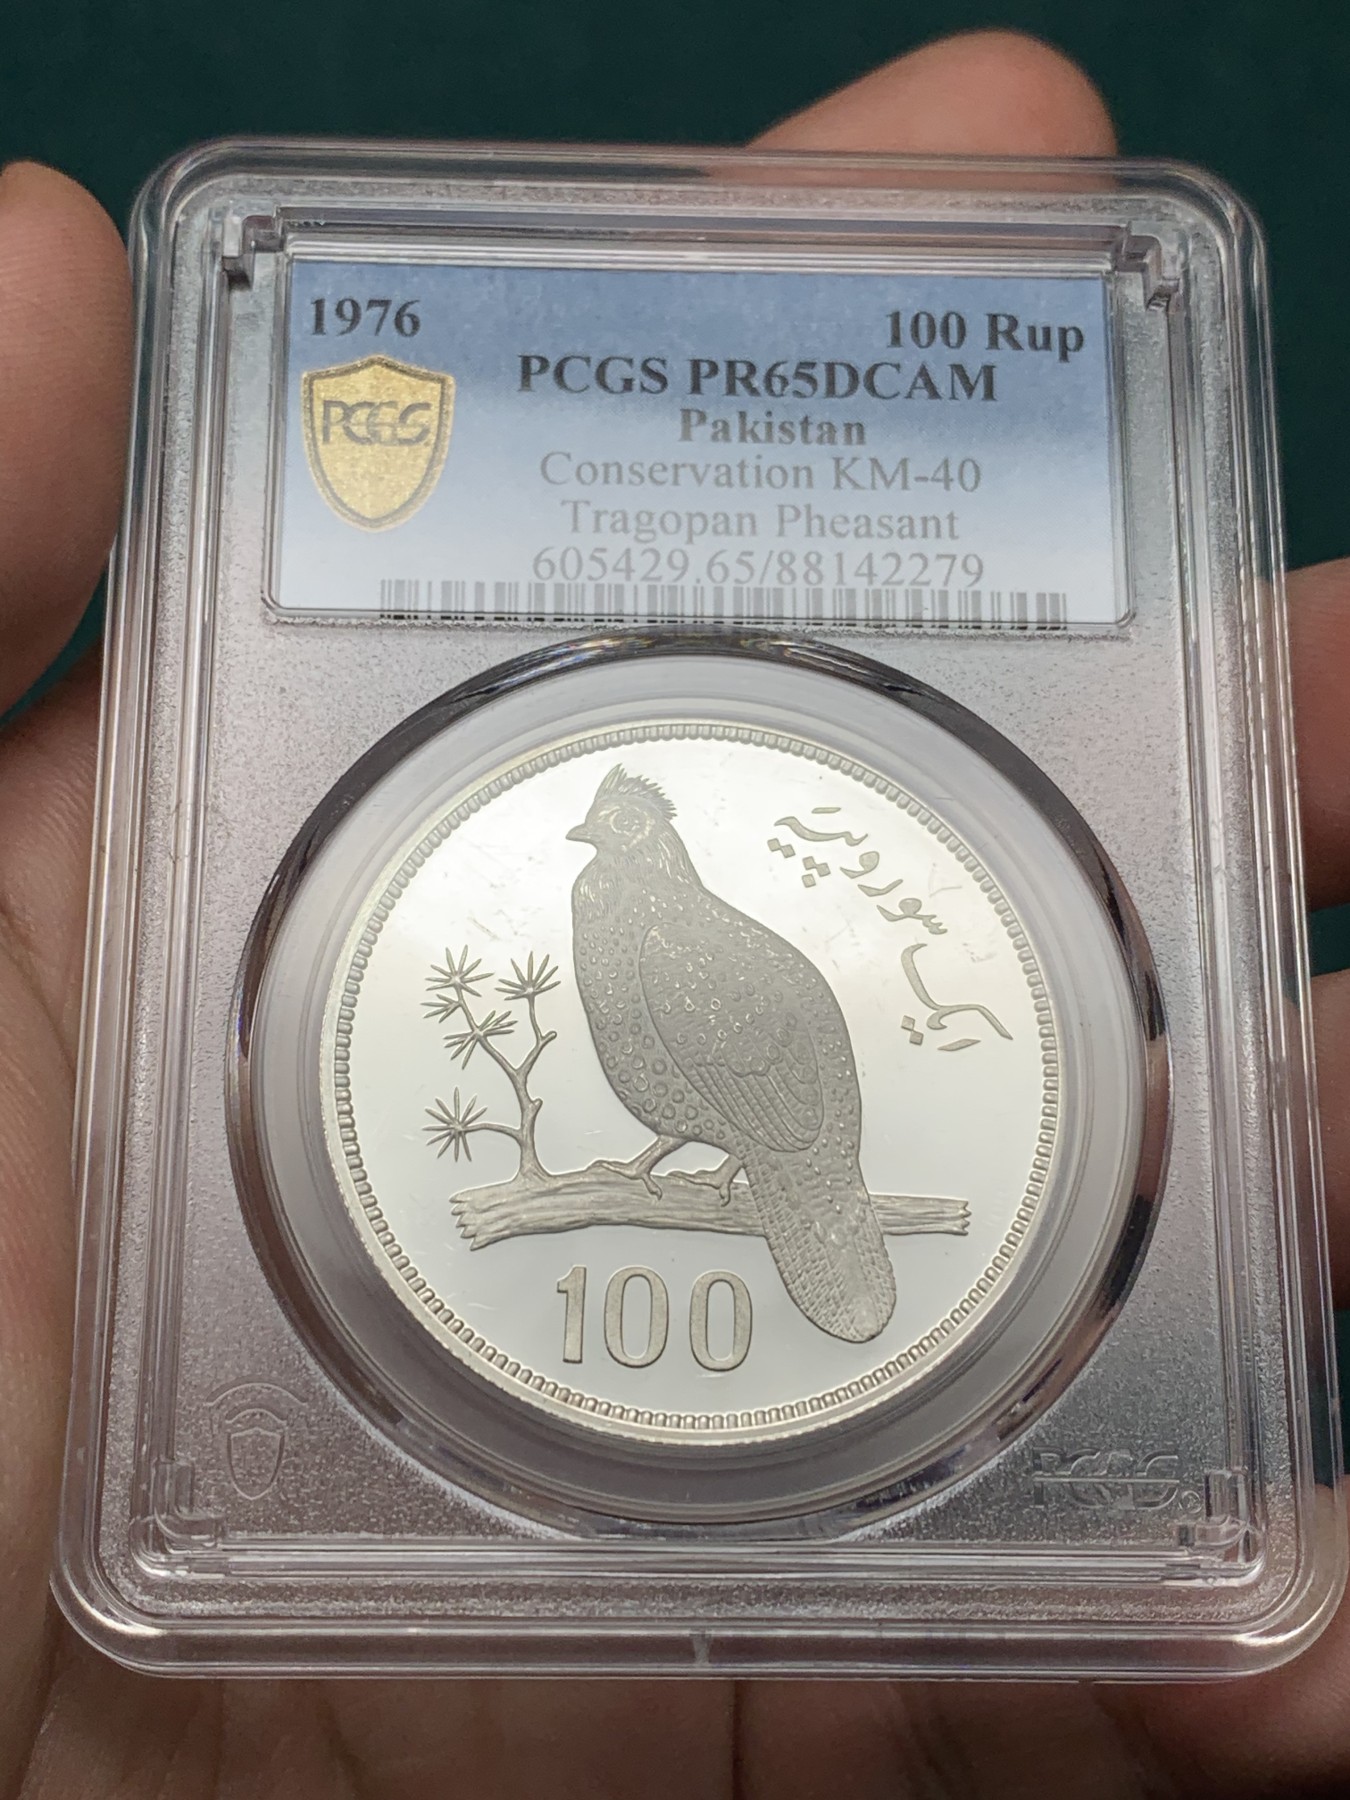 1976
100 Rup
PCGS PR65DCAM
PCGS
Pakistan
Conservation KM-40
Tragopan Pheasant
605429.65/88142279
ایک سو روپیہ
100
PCGS